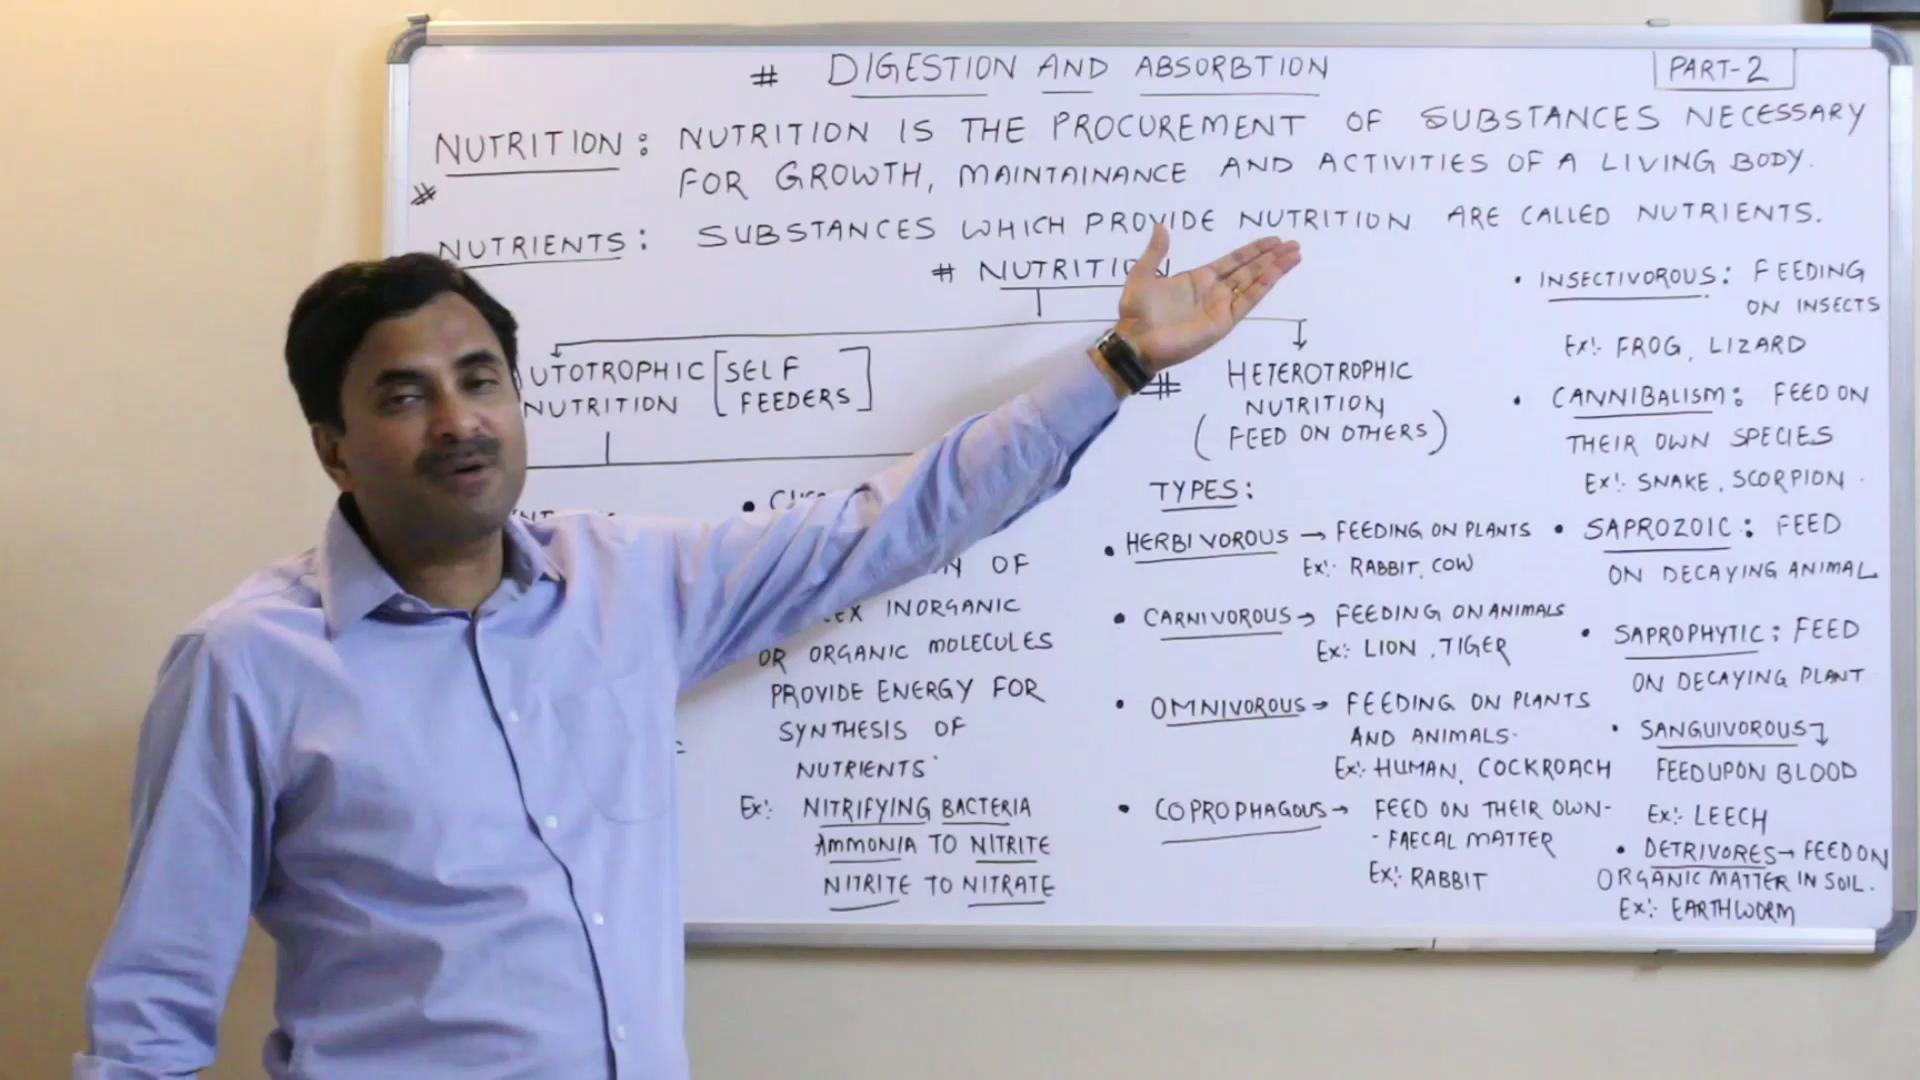 # DIGESTION AND ABSORBTION
PART-2
NUTRITION: NUTRITION IS THE PROCUREMENT OF SUBSTANCES NECESSARY
FOR GROWTH, MAINTAINANCE AND ACTIVITIES OF A LIVING BODY.
#
NUTRIENTS: SUBSTANCES WHICH PROVIDE NUTRITION ARE CALLED NUTRIENTS.
# NUTRITION
UTOTROPHIC [SELF
NUTRITION FEEDERS]
OF
EX INORGANIC
OR ORGANIC MOLECULES
PROVIDE ENERGY FOR
SYNTHESIS OF
NUTRIENTS
Ex:- NITRIFYING BACTERIA
AMMONIA TO NITRITE
NITRITE TO NITRATE
# HETEROTROPHIC
NUTRITION
(FEED ON OTHERS)
TYPES:
• HERBIVOROUS → FEEDING ON PLANTS
Ex:- RABBIT, COW
• CARNIVOROUS → FEEDING ON ANIMALS
Ex:- LION, TIGER
• OMNIVOROUS → FEEDING ON PLANTS
AND ANIMALS.
Ex:- HUMAN, COCKROACH
• COPROPHAGOUS → FEED ON THEIR OWN-
- FAECAL MATTER
Ex:- RABBIT
• INSECTIVOROUS: FEEDING
ON INSECTS
Ex:- FROG, LIZARD
• CANNIBALISM: FEED ON
THEIR OWN SPECIES
Ex:- SNAKE, SCORPION.
• SAPROZOIC: FEED
ON DECAYING ANIMAL
• SAPROPHYTIC: FEED
ON DECAYING PLANT
• SANGUIVOROUS↴
FEED UPON BLOOD
Ex:- LEECH
• DETRIVORES → FEED ON
ORGANIC MATTER IN SOIL.
Ex:- EARTHWORM